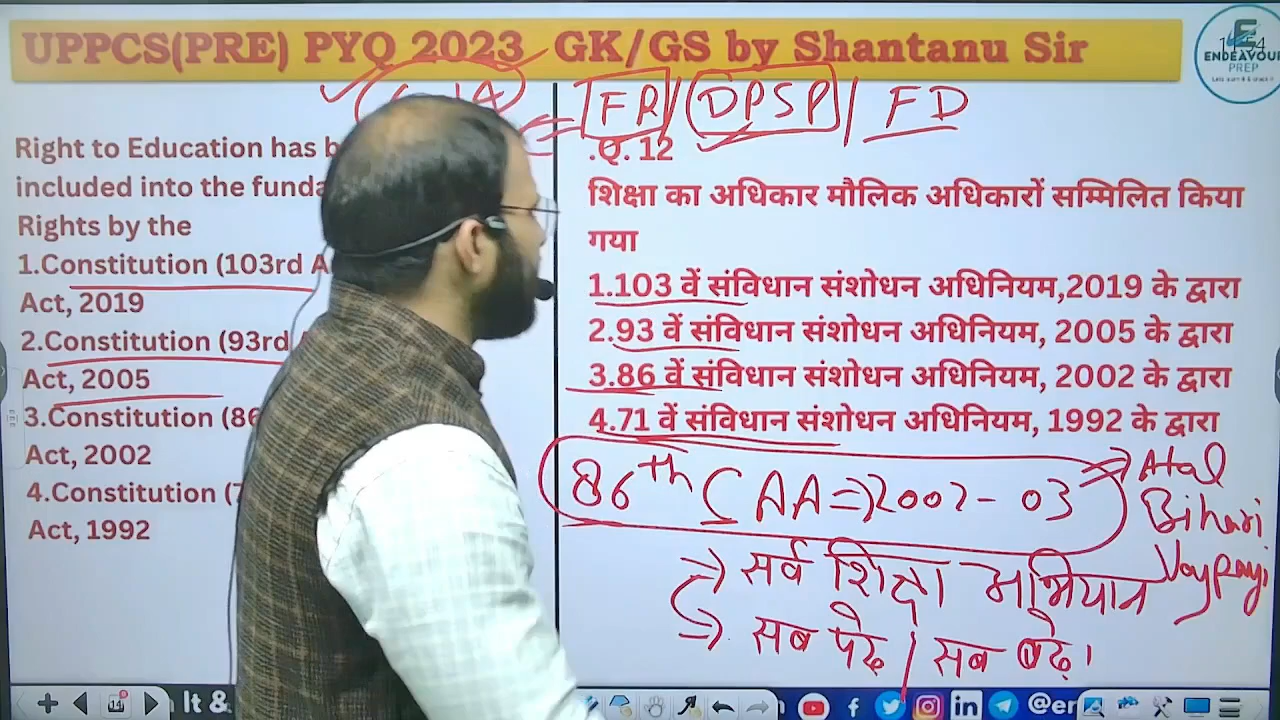 UPPCS(PRE) PYQ 2023 GK/GS by Shantanu Sir
ENDEAVOUR
PREP
FR / DPSP / FD
Right to Education has
included into the
Rights by the
1.Constitution (103rd
Act, 2019
2.Constitution (93rd
Act, 2005
3.Constitution (86
Act, 2002
4.Constitution (7
Act, 1992
.Q. 12
शिक्षा का अधिकार मौलिक अधिकारों सम्मिलित किया
गया
1.103 वें संविधान संशोधन अधिनियम,2019 के द्वारा
2.93 वें संविधान संशोधन अधिनियम, 2005 के द्वारा
3.86 वें संविधान संशोधन अधिनियम, 2002 के द्वारा
4.71 वें संविधान संशोधन अधिनियम, 1992 के द्वारा
86th CAA=)2002-03
Atal
Bihari
सर्व शिक्षा अभियान
सब पढे / सब बढे।
14
It &